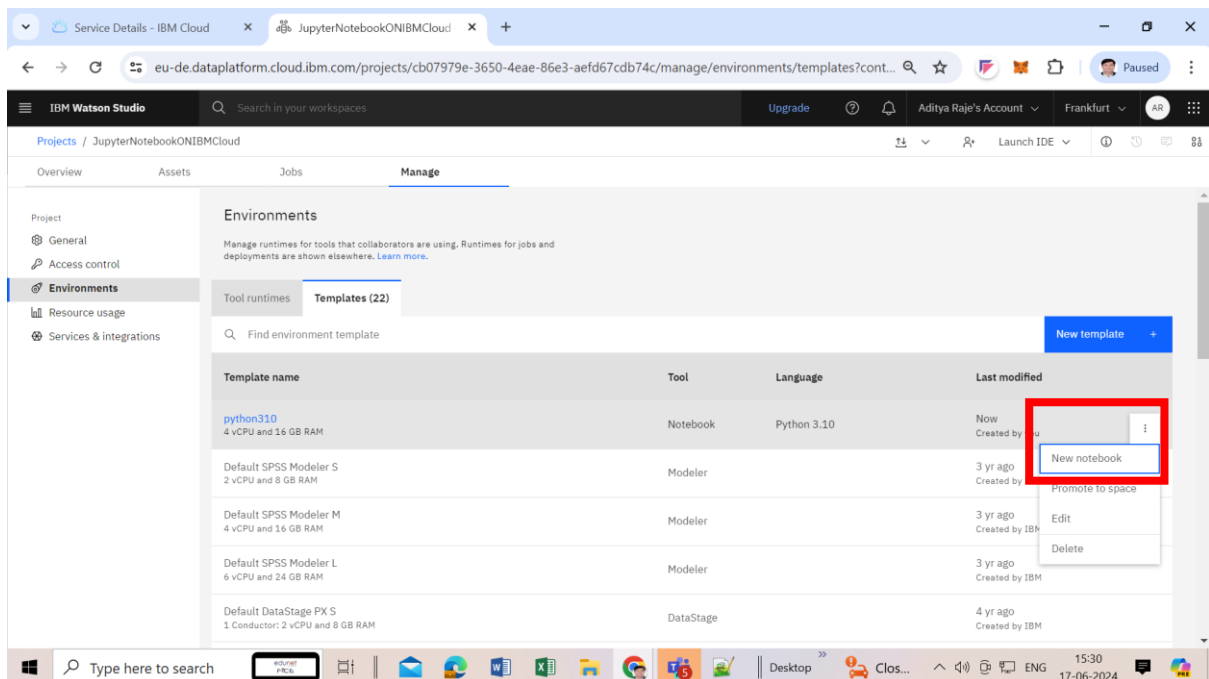 Service Details - IBM Cloud
JupyterNotebookONIBMCloud
eu-de.dataplatform.cloud.ibm.com/projects/cb07979e-3650-4eae-86e3-aefd67cdb74c/manage/environments/templates?cont...
Paused
IBM Watson Studio
Search in your workspaces
Upgrade
Aditya Raje's Account
Frankfurt
AR
Projects / JupyterNotebookONIBMCloud
Launch IDE
Overview Assets Jobs Manage
Project
General
Access control
Environments
Resource usage
Services & integrations
Environments
Manage runtimes for tools that collaborators are using. Runtimes for jobs and
deployments are shown elsewhere. Learn more.
Tool runtimes Templates (22)
Find environment template
New template +
Template name Tool Language Last modified
python310 Notebook Python 3.10 Now
4 vCPU and 16 GB RAM Created by
New notebook
Promote to space
Edit
Delete
Default SPSS Modeler S Modeler 3 yr ago
2 vCPU and 8 GB RAM Created by
Default SPSS Modeler M Modeler 3 yr ago
4 vCPU and 16 GB RAM Created by IBM
Default SPSS Modeler L Modeler 3 yr ago
6 vCPU and 24 GB RAM Created by IBM
Default DataStage PX S DataStage 4 yr ago
1 Conductor: 2 vCPU and 8 GB RAM Created by IBM
Type here to search
edunet
Desktop
Clos...
ENG
15:30
17-06-2024
PRE